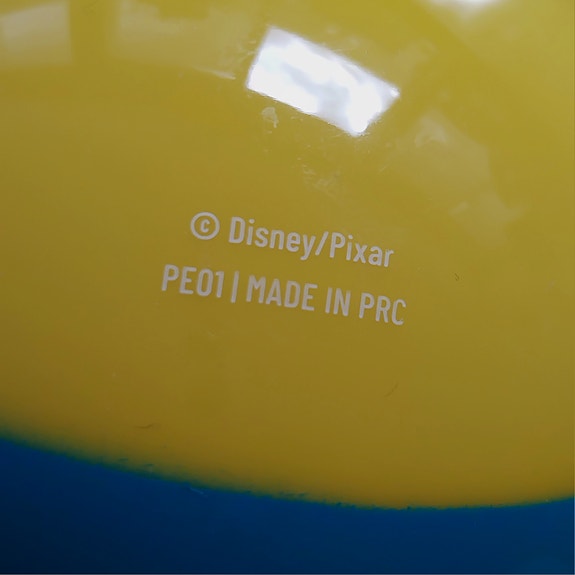 © Disney/Pixar
PE01 | MADE IN PRC